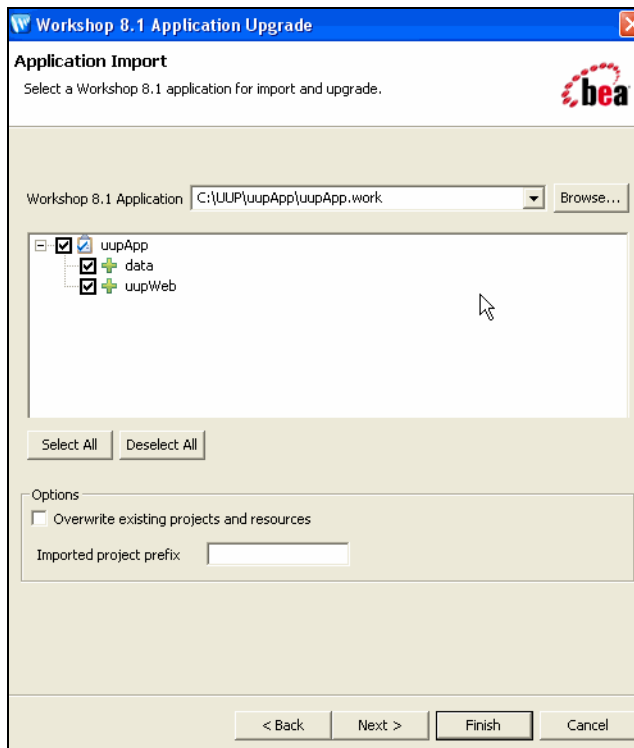 Workshop 8.1 Application Upgrade
Application Import
Select a Workshop 8.1 application for import and upgrade.
bea
Workshop 8.1 Application C:\UUP\uupApp\uupApp.work Browse...
uupApp
data
uupWeb
Select All Deselect All
Options
Overwrite existing projects and resources
Imported project prefix
< Back Next > Finish Cancel